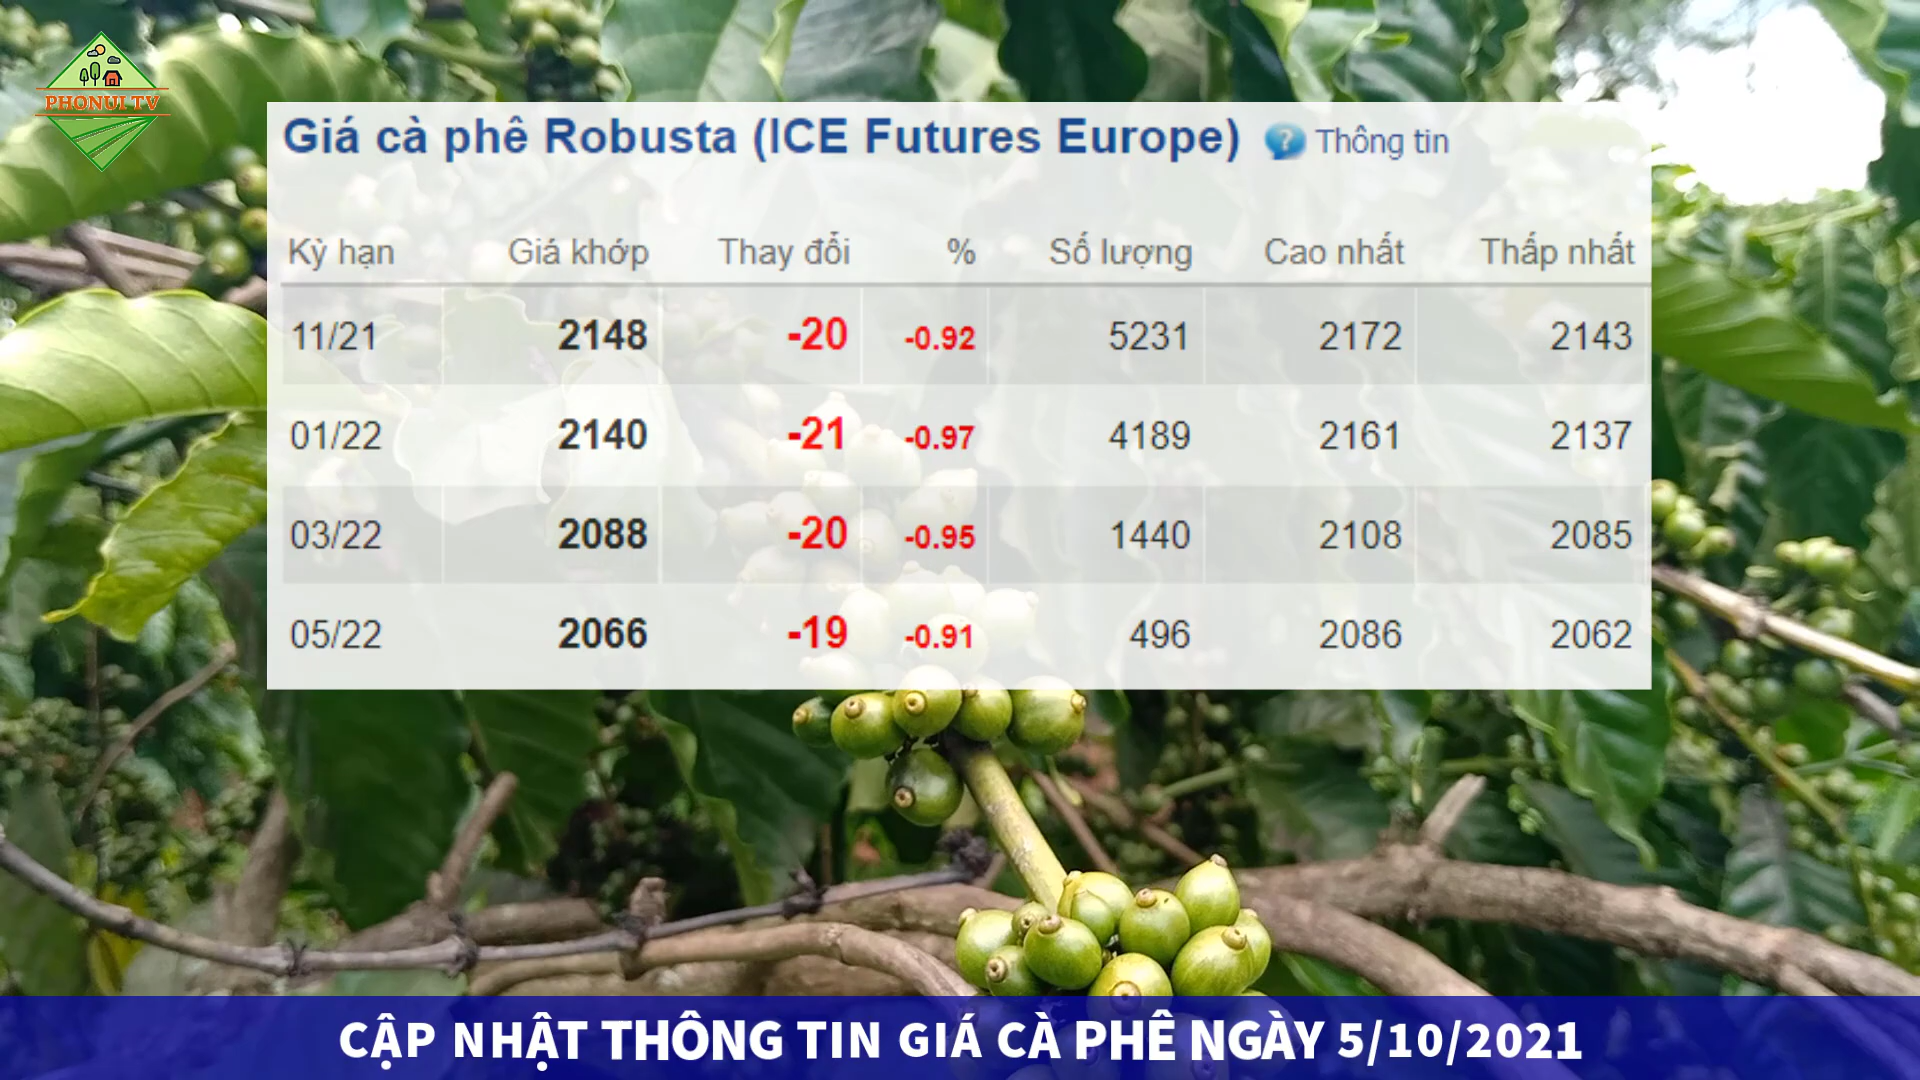 PHONUI TV
Giá cà phê Robusta (ICE Futures Europe) ? Thông tin
Kỳ hạn Giá khớp Thay đổi % Số lượng Cao nhất Thấp nhất
11/21 2148 -20 -0.92 5231 2172 2143
01/22 2140 -21 -0.97 4189 2161 2137
03/22 2088 -20 -0.95 1440 2108 2085
05/22 2066 -19 -0.91 496 2086 2062
CẬP NHẬT THÔNG TIN GIÁ CÀ PHÊ NGÀY 5/10/2021